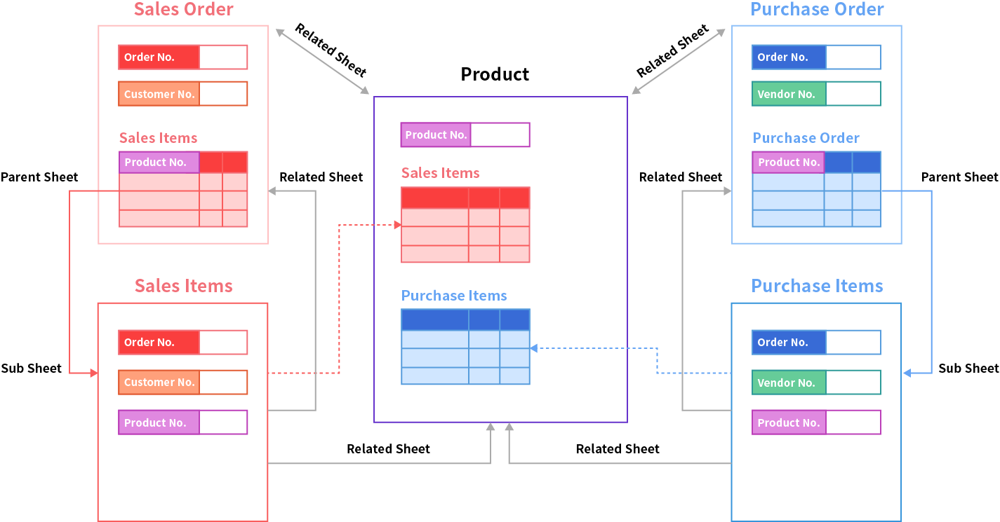 Sales Order
Purchase Order
Related Sheet
Related Sheet
Order No.
Customer No.
Sales Items
Product No.
Product
Product No.
Sales Items
Purchase Items
Order No.
Vendor No.
Purchase Order
Product No.
Parent Sheet
Related Sheet
Related Sheet
Parent Sheet
Sales Items
Order No.
Customer No.
Product No.
Sub Sheet
Purchase Items
Order No.
Vendor No.
Product No.
Sub Sheet
Related Sheet
Related Sheet